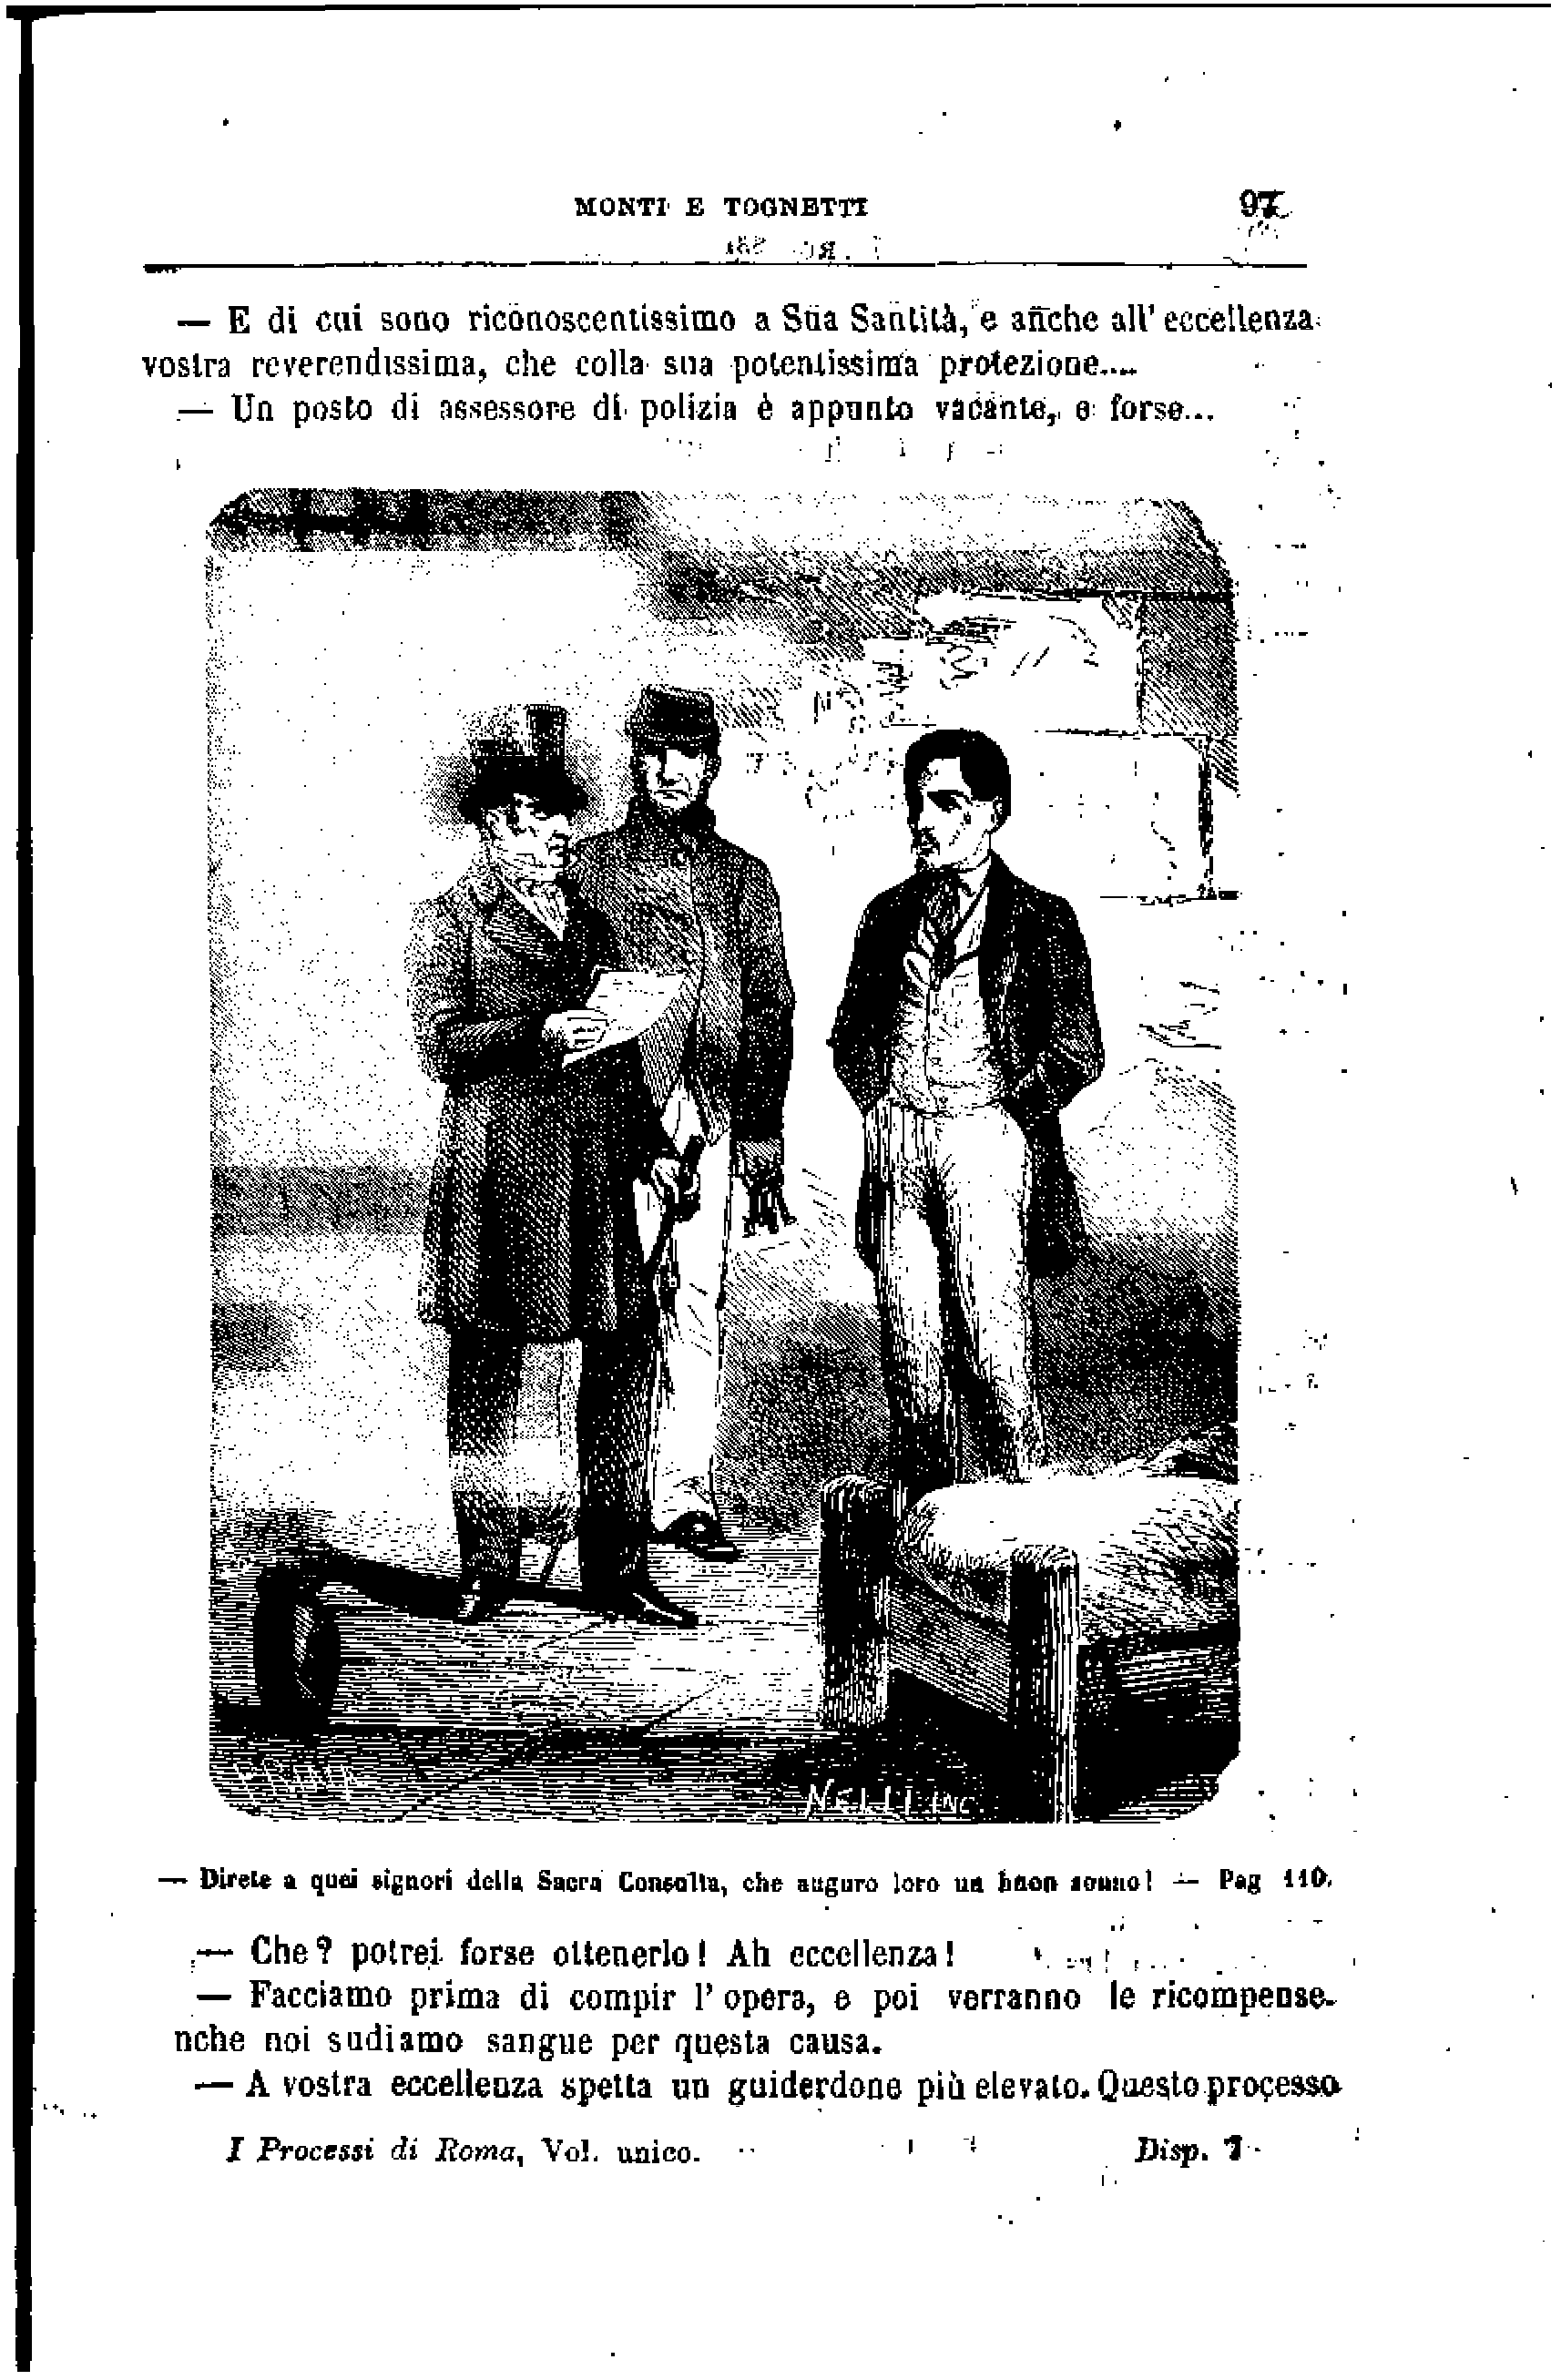 MONTI E TOGNETTI 97
— E di cui sono riconoscentissimo a Sua Santità, e anche all' eccellenza
vostra reverendissima, che colla sua potentissima protezione....
— Un posto di assessore di polizia è appunto vacante, e forse...
NELLI INC
— Direte a quei signori della Sacra Consulta, che auguro loro un buon sonno! — Pag 110.
— Che? potrei forse ottenerlo! Ah eccellenza!
— Facciamo prima di compir l' opera, e poi verranno le ricompense.
nche noi sudiamo sangue per questa causa.
— A vostra eccellenza spetta un guiderdone più elevato. Questo processo
I Processi di Roma, Vol. unico. Disp. 7